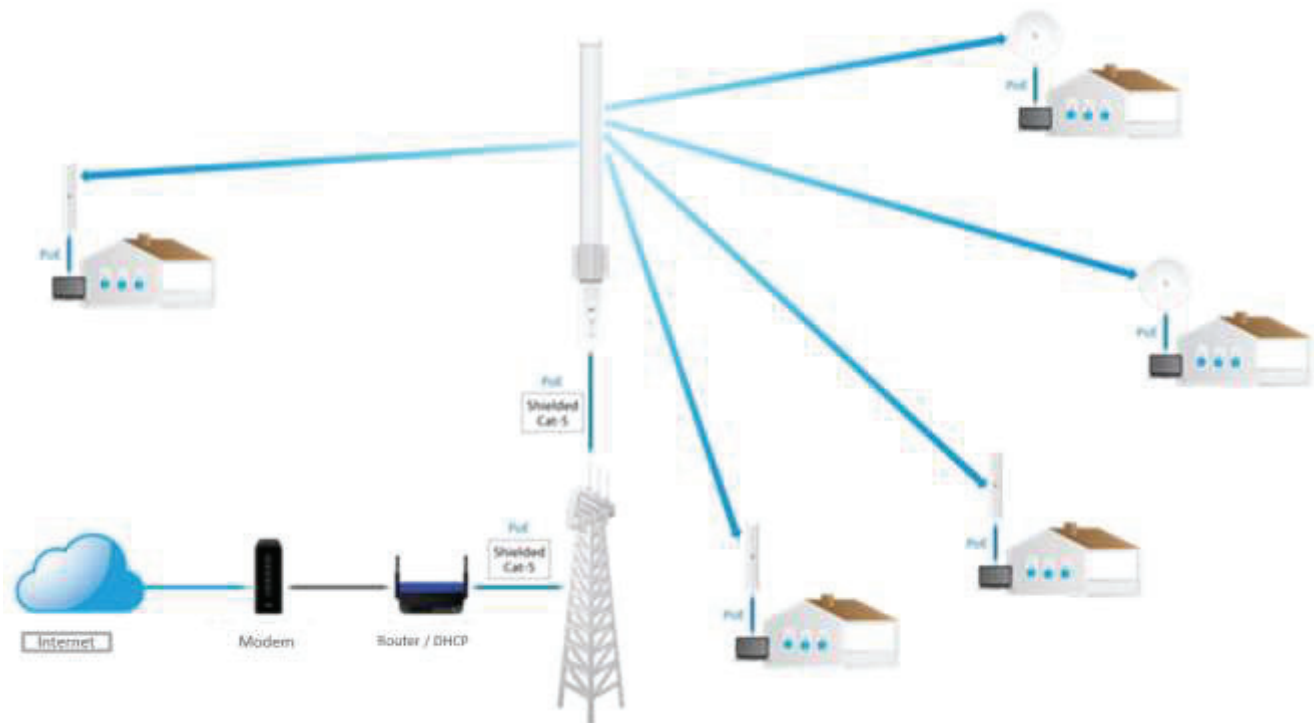 PoE
PoE
PoE
PoE
Shielded
Cat-5
PoE
Shielded
Cat-5
PoE
PoE
Internet
Modem
Router / DHCP